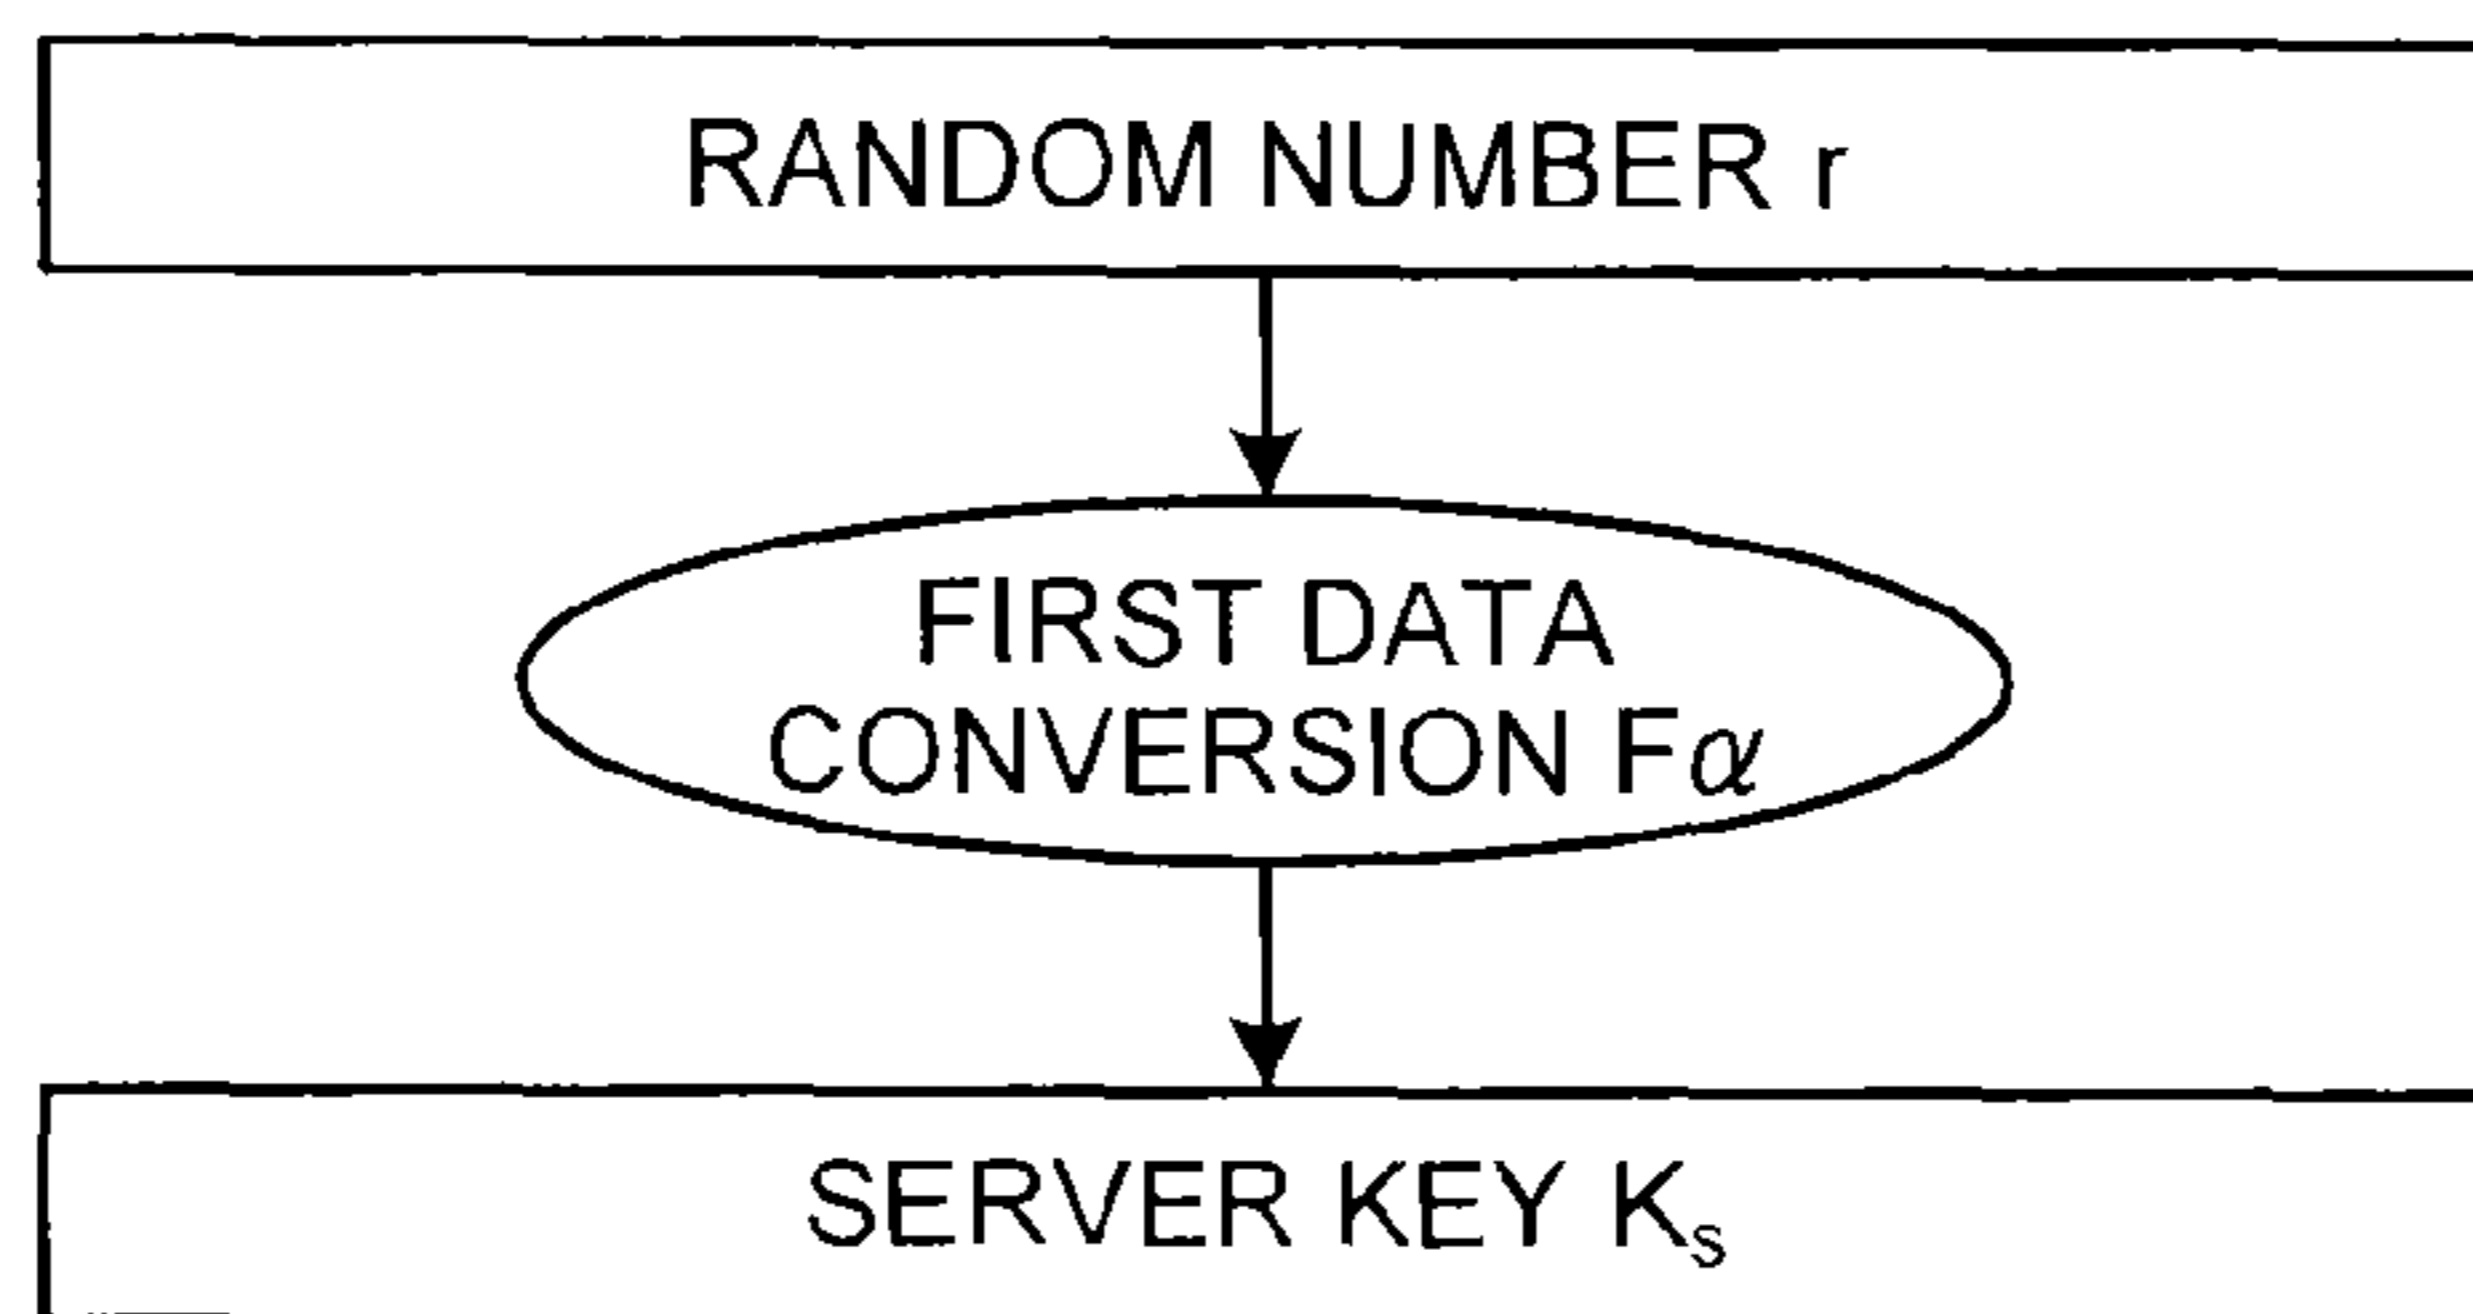 RANDOM NUMBER r
FIRST DATA
CONVERSION Fα
SERVER KEY Kₛ